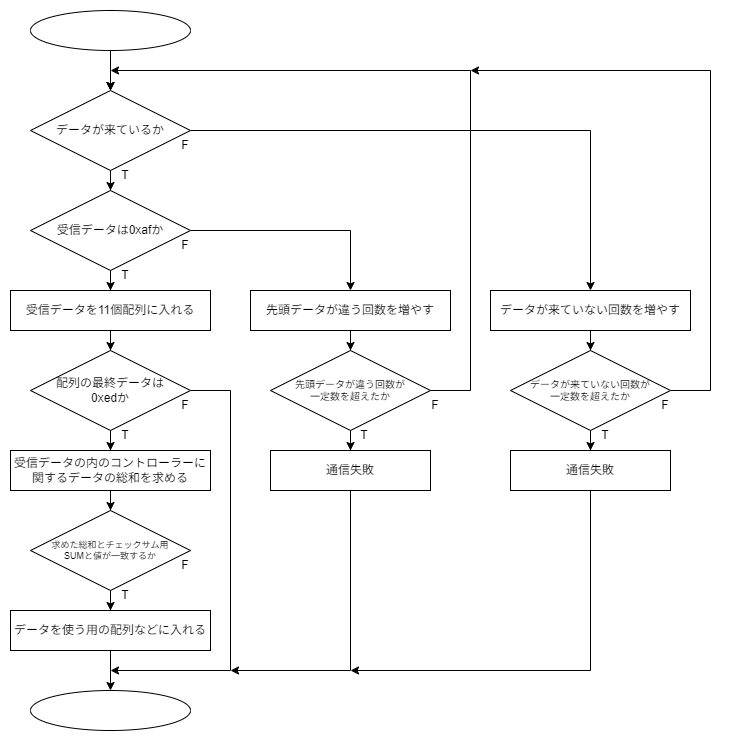 データが来ているか
F
T
受信データは0xafか
F
T
受信データを11個配列に入れる
先頭データが違う回数を増やす
データが来ていない回数を増やす
配列の最終データは
0xedか
F
T
先頭データが違う回数が
一定数を超えたか
F
T
データが来ていない回数が
一定数を超えたか
F
T
受信データの内のコントローラーに
関するデータの総和を求める
通信失敗
通信失敗
求めた総和とチェックサム用
SUMと値が一致するか
F
T
データを使う用の配列などに入れる